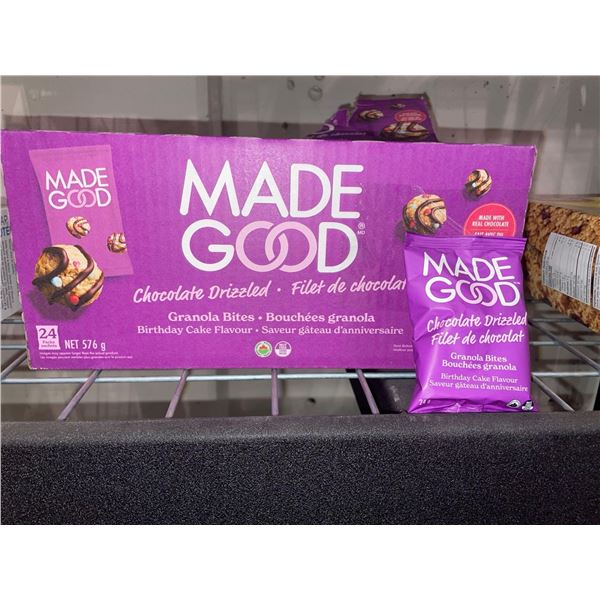 MADE
GOOD
MADE
GOOD®
MD
Chocolate Drizzled • Filet de chocolat
Granola Bites • Bouchées granola
Birthday Cake Flavour • Saveur gâteau d'anniversaire
24
NET 576 g
MADE WITH
REAL CHOCOLATE
MADE
GOOD
Chocolate Drizzled
Filet de chocolat
Granola Bites
Bouchées granola
Birthday Cake Flavour
Saveur gâteau d'anniversaire